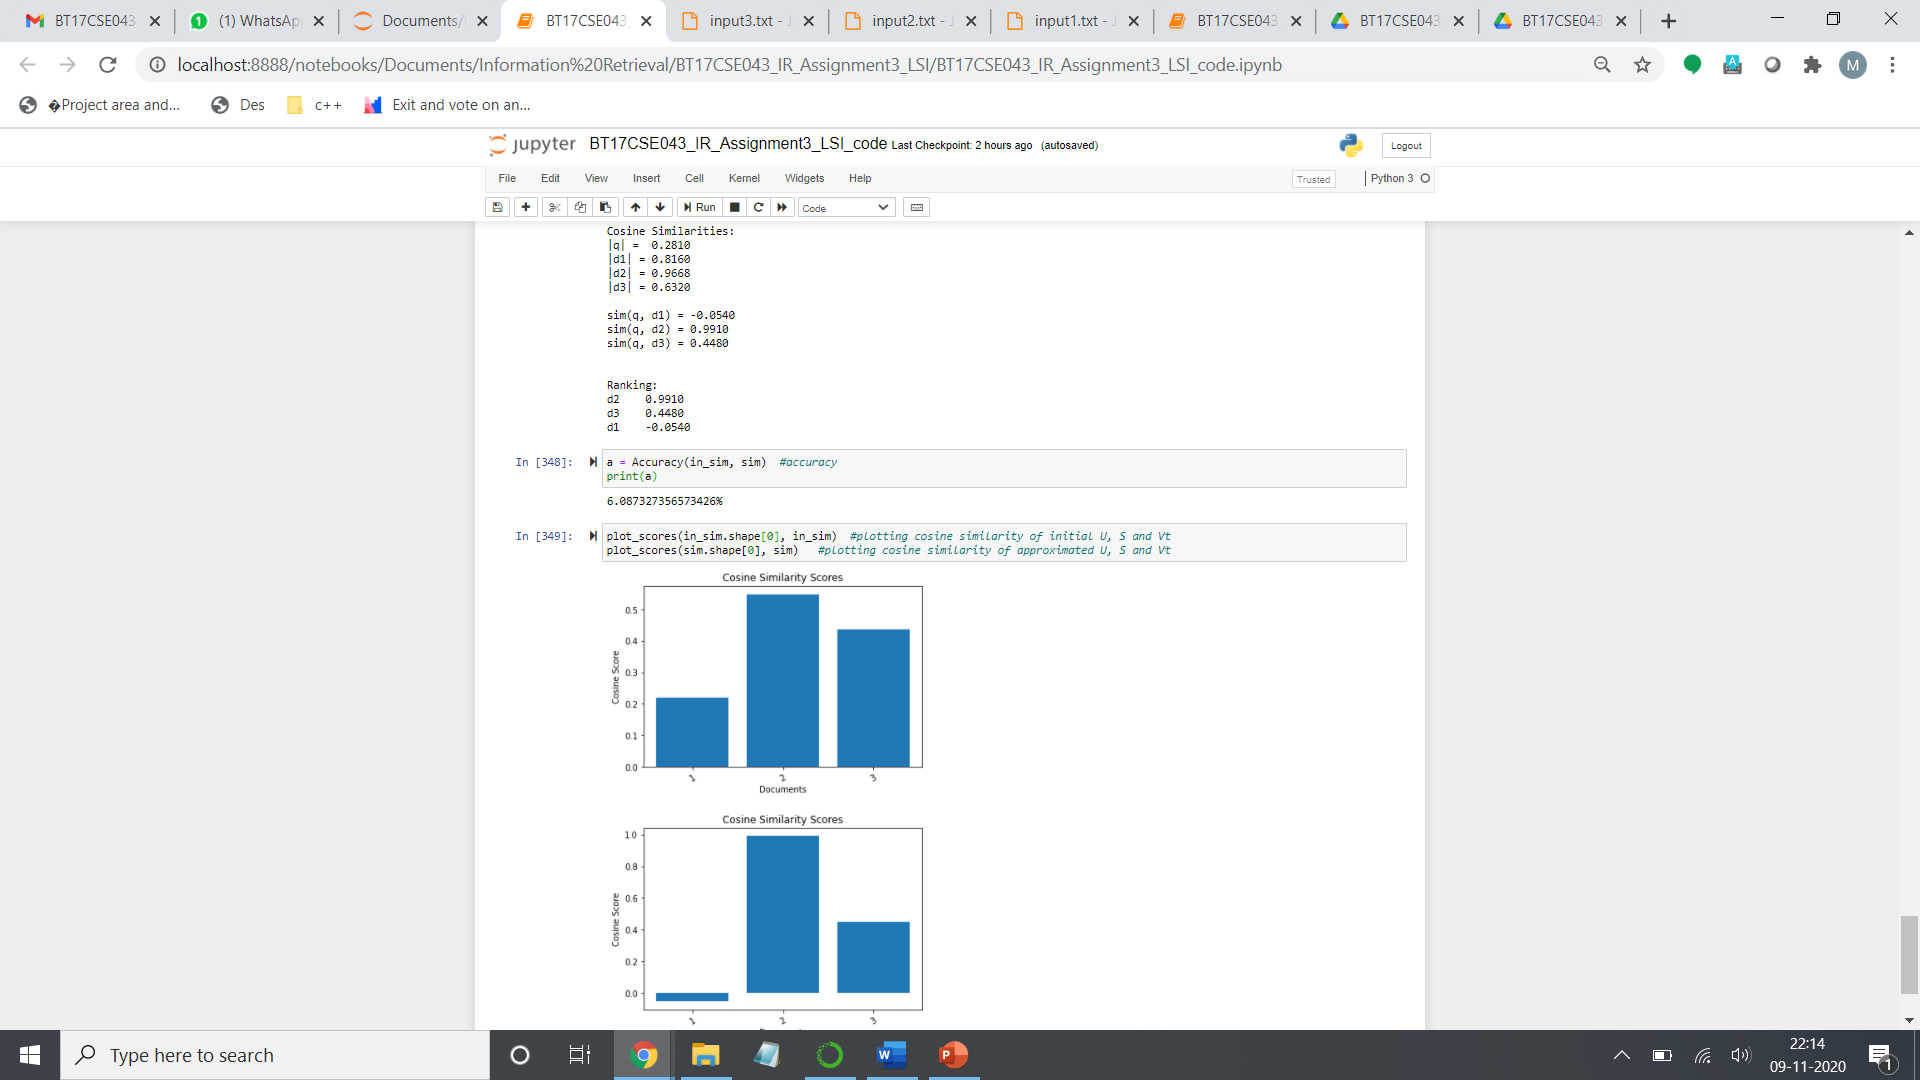 BT17CSE043
(1) WhatsAp
Documents/
BT17CSE043
input3.txt - J
input2.txt - J
input1.txt - J
BT17CSE043
BT17CSE043
BT17CSE043
localhost:8888/notebooks/Documents/Information%20Retrieval/BT17CSE043_IR_Assignment3_LSI/BT17CSE043_IR_Assignment3_LSI_code.ipynb
M
�Project area and...
Des
c++
Exit and vote on an...
jupyter BT17CSE043_IR_Assignment3_LSI_code Last Checkpoint: 2 hours ago (autosaved)
Logout
File Edit View Insert Cell Kernel Widgets Help
Trusted
Python 3
Run
Code
Cosine Similarities:
|q| =  0.2810
|d1| = 0.8160
|d2| = 0.9668
|d3| = 0.6320
sim(q, d1) = -0.0540
sim(q, d2) = 0.9910
sim(q, d3) = 0.4480
Ranking:
d2    0.9910
d3    0.4480
d1    -0.0540
In [348]:
a = Accuracy(in_sim, sim)  #accuracy
print(a)
6.087327356573426%
In [349]:
plot_scores(in_sim.shape[0], in_sim)  #plotting cosine similarity of initial U, S and Vt
plot_scores(sim.shape[0], sim)   #plotting cosine similarity of approximated U, S and Vt
Cosine Similarity Scores
0.5
0.4
0.3
0.2
0.1
0.0
Cosine Score
1 2 3
Documents
Cosine Similarity Scores
1.0
0.8
0.6
0.4
0.2
0.0
Cosine Score
1 2 3
Type here to search
W
P
22:14
09-11-2020
1